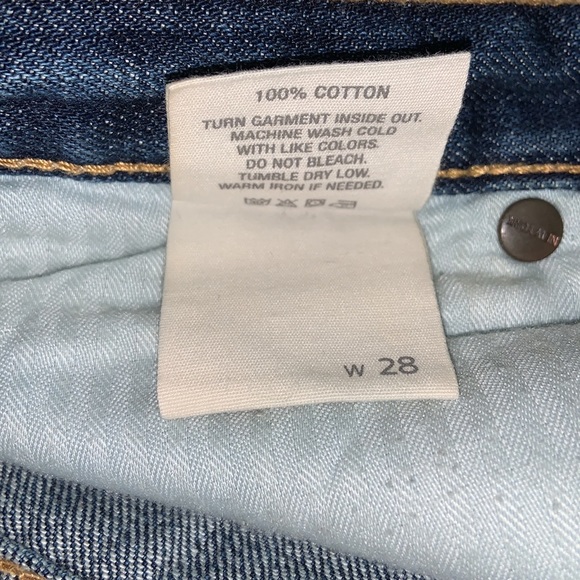 100% COTTON
TURN GARMENT INSIDE OUT.
MACHINE WASH COLD
WITH LIKE COLORS.
DO NOT BLEACH.
TUMBLE DRY LOW.
WARM IRON IF NEEDED.
W 28